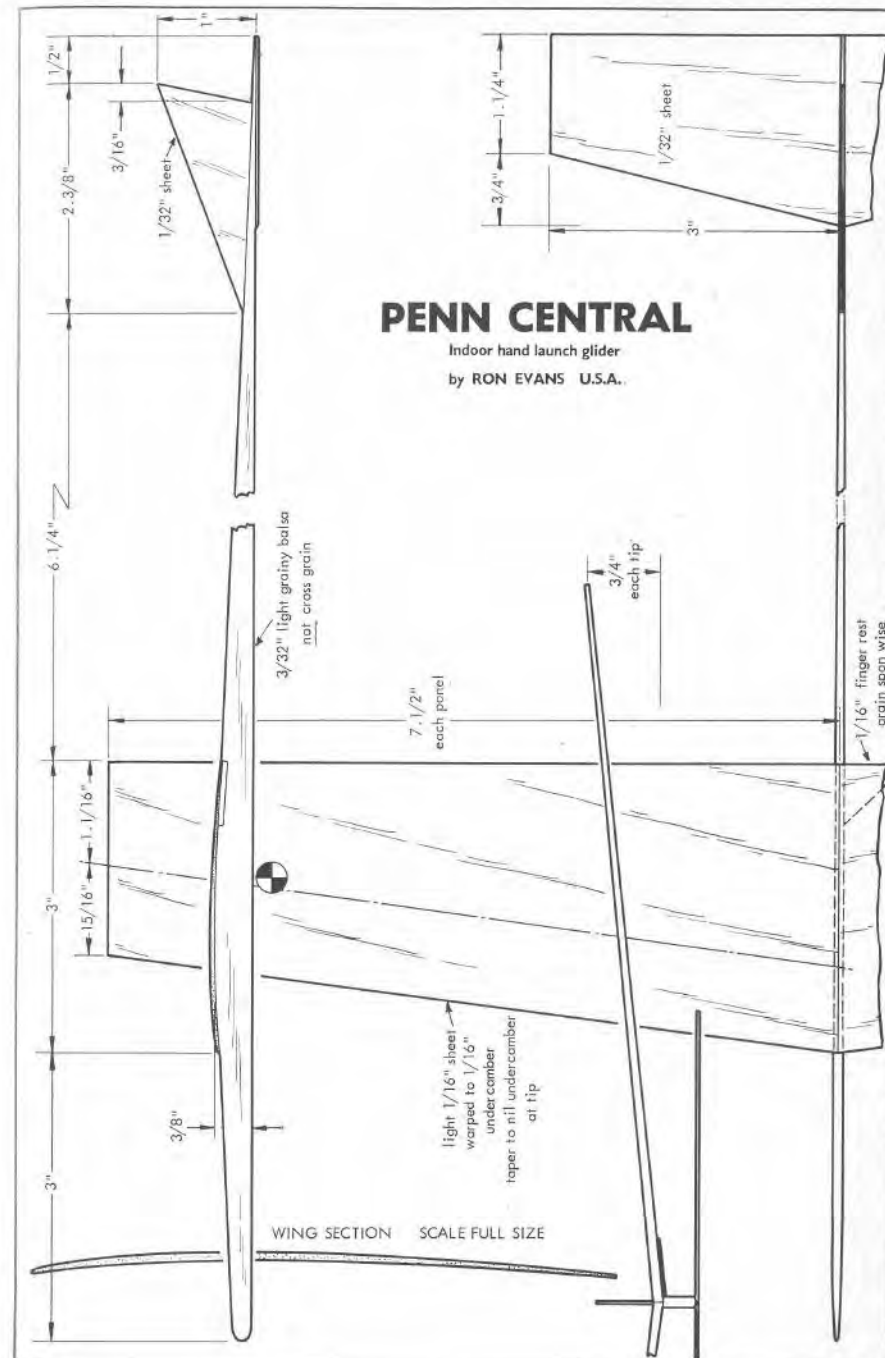 1"
1/2"
3/16"
2.3/8"
1/32" sheet
1.1/4"
3/4"
1/32" sheet
3"
PENN CENTRAL
Indoor hand launch glider
by RON EVANS U.S.A.
6.1/4"
3/32" light grainy balsa
not cross grain
3/4"
each tip
7.1/2"
each panel
1/16" finger rest
grain span wise
1.1/16"
15/16"
3"
light 1/16" sheet
warped to 1/16"
undercamber
taper to nil undercamber
at tip
3/8"
3"
WING SECTION SCALE FULL SIZE